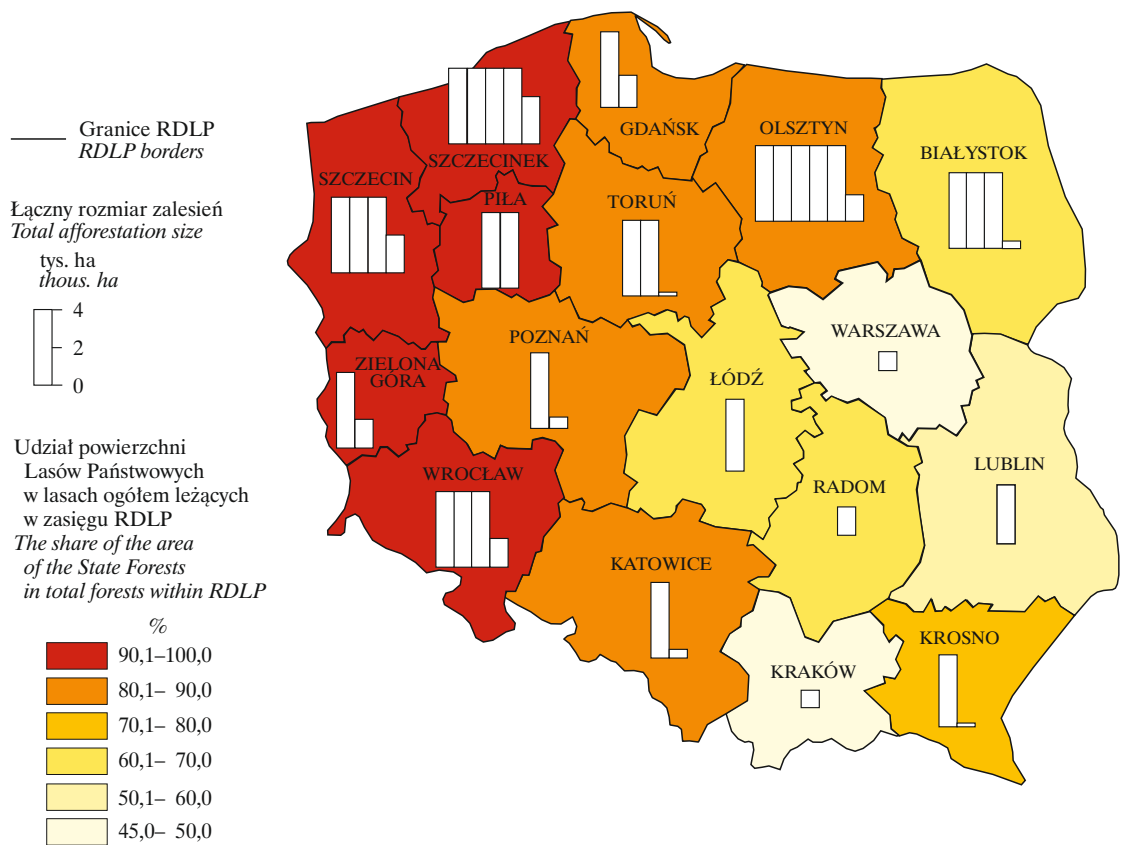 Granice RDLP
RDLP borders
Łączny rozmiar zalesień
Total afforestation size
tys. ha
thous. ha
4
2
0
Udział powierzchni
Lasów Państwowych
w lasach ogółem leżących
w zasięgu RDLP
The share of the area
of the State Forests
in total forests within RDLP
%
90,1–100,0
80,1– 90,0
70,1– 80,0
60,1– 70,0
50,1– 60,0
45,0– 50,0
GDAŃSK
OLSZTYN
BIAŁYSTOK
SZCZECINEK
SZCZECIN
PIŁA
TORUŃ
WARSZAWA
POZNAŃ
ZIELONA
GÓRA
ŁÓDŹ
LUBLIN
WROCŁAW
RADOM
KATOWICE
KROSNO
KRAKÓW